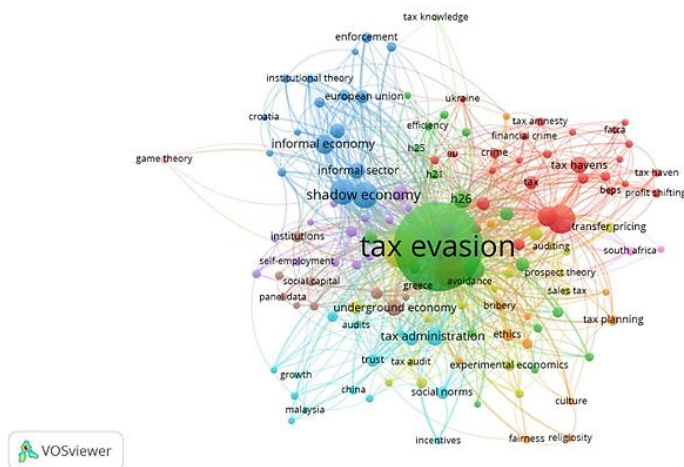 tax knowledge
enforcement
institutional theory
european union
ukraine
croatia
efficiency
tax amnesty
fatca
financial crime
informal economy
h25
eu
crime
game theory
tax havens
informal sector
h21
tax
tax haven
beps
profit shifting
shadow economy
h26
transfer pricing
institutions
tax evasion
auditing
south africa
self-employment
prospect theory
social capital
greece
avoidance
sales tax
panel data
underground economy
bribery
tax planning
audits
tax administration
ethics
trust
tax audit
experimental economics
growth
china
social norms
culture
malaysia
incentives
fairness
religiosity
VOSviewer